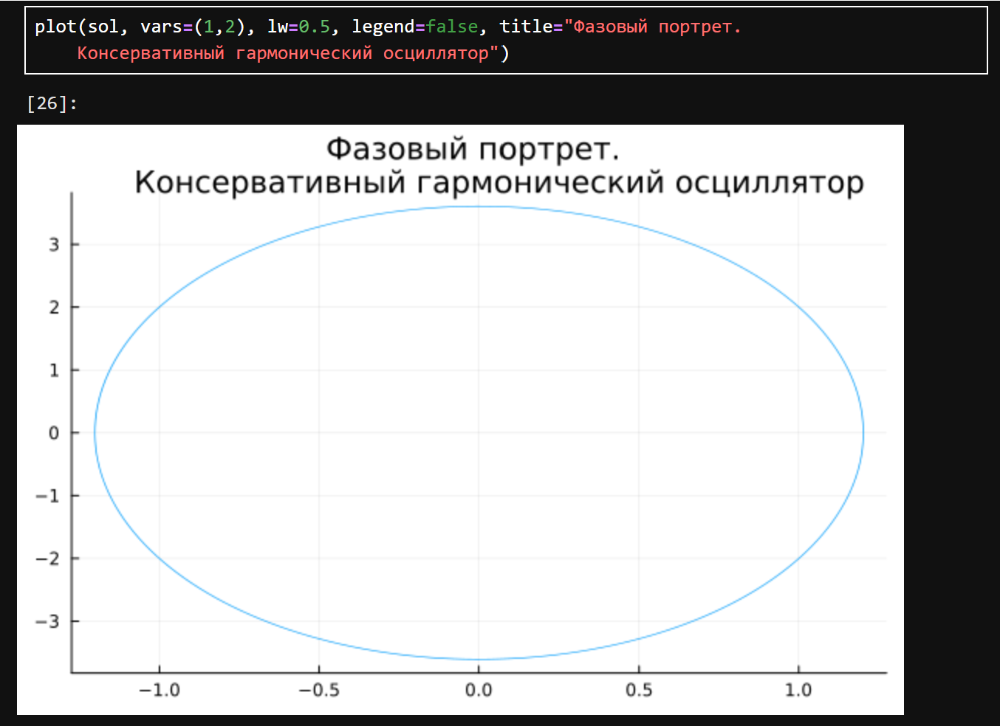 plot(sol, vars=(1,2), lw=0.5, legend=false, title="Фазовый портрет.
Консервативный гармонический осциллятор")
[26]:
Фазовый портрет.
Консервативный гармонический осциллятор
3
2
1
0
−1
−2
−3
−1.0 −0.5 0.0 0.5 1.0